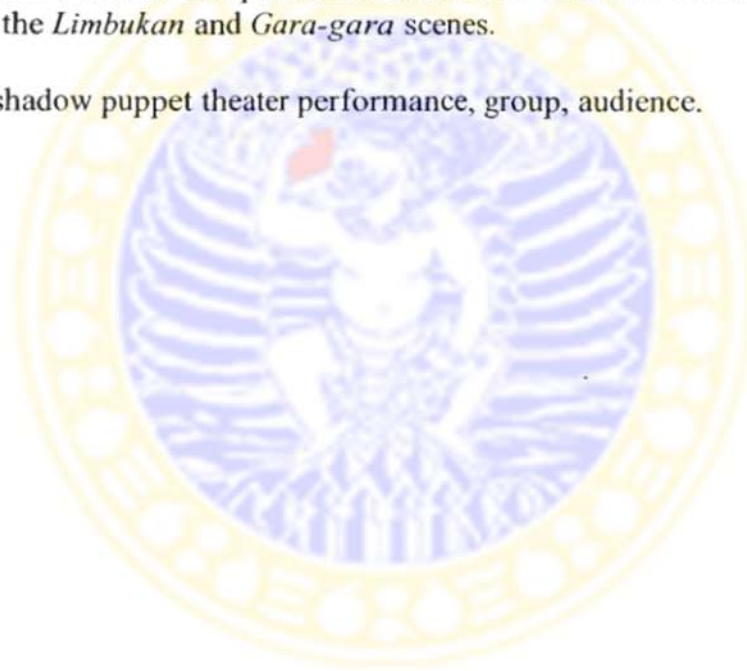 the Limbukan and Gara-gara scenes.
shadow puppet theater performance, group, audience.